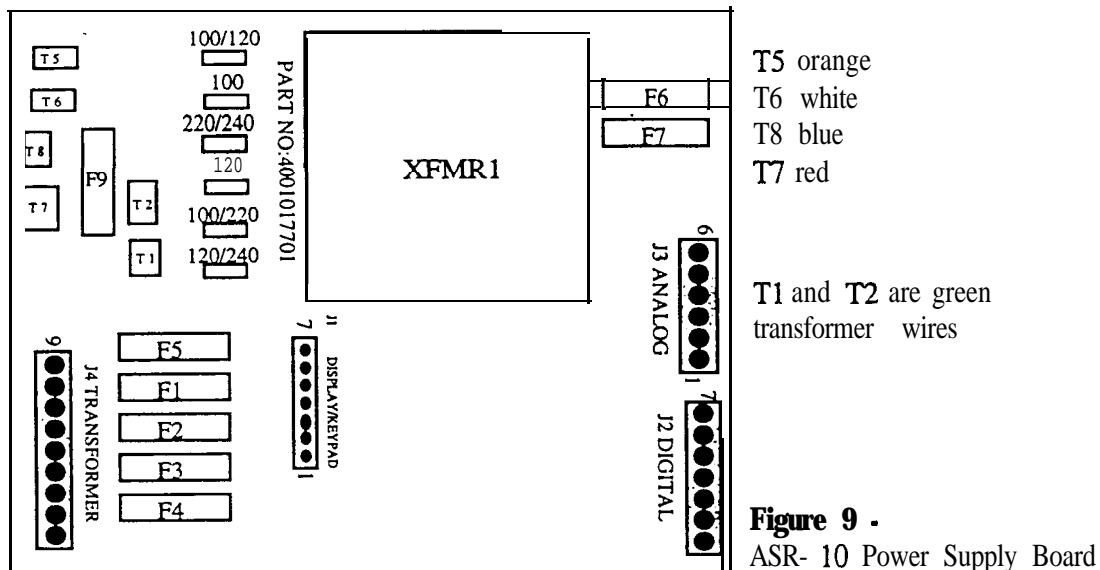 T5
T6
T8
T7
F9
T2
T1
100/120
100
220/240
120
100/220
120/240
PART NO:4001017701
XFMR1
F6
F7
T5 orange
T6 white
T8 blue
T7 red
6
J3 ANALOG
1
T1 and T2 are green
transformer wires
9
J4 TRANSFORMER
F5
F1
F2
F3
F4
J1
7
DISPLAY/KEYPAD
1
7
J2 DIGITAL
Figure 9 -
ASR- 10 Power Supply Board